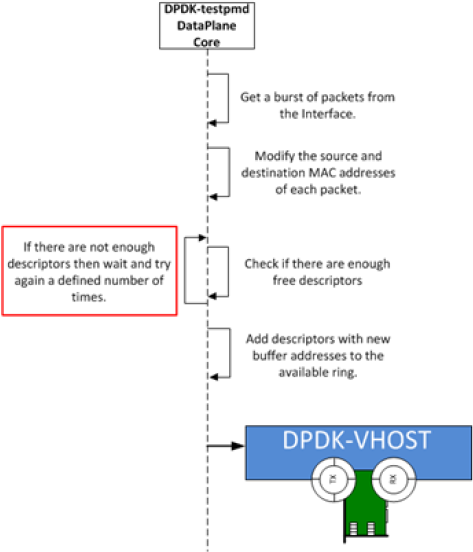 DPDK-testpmd
DataPlane
Core
Get a burst of packets from
the Interface.
Modify the source and
destination MAC addresses
of each packet.
If there are not enough
descriptors then wait and try
again a defined number of
times.
Check if there are enough
free descriptors
Add descriptors with new
buffer addresses to the
available ring.
DPDK-VHOST
TX
RX